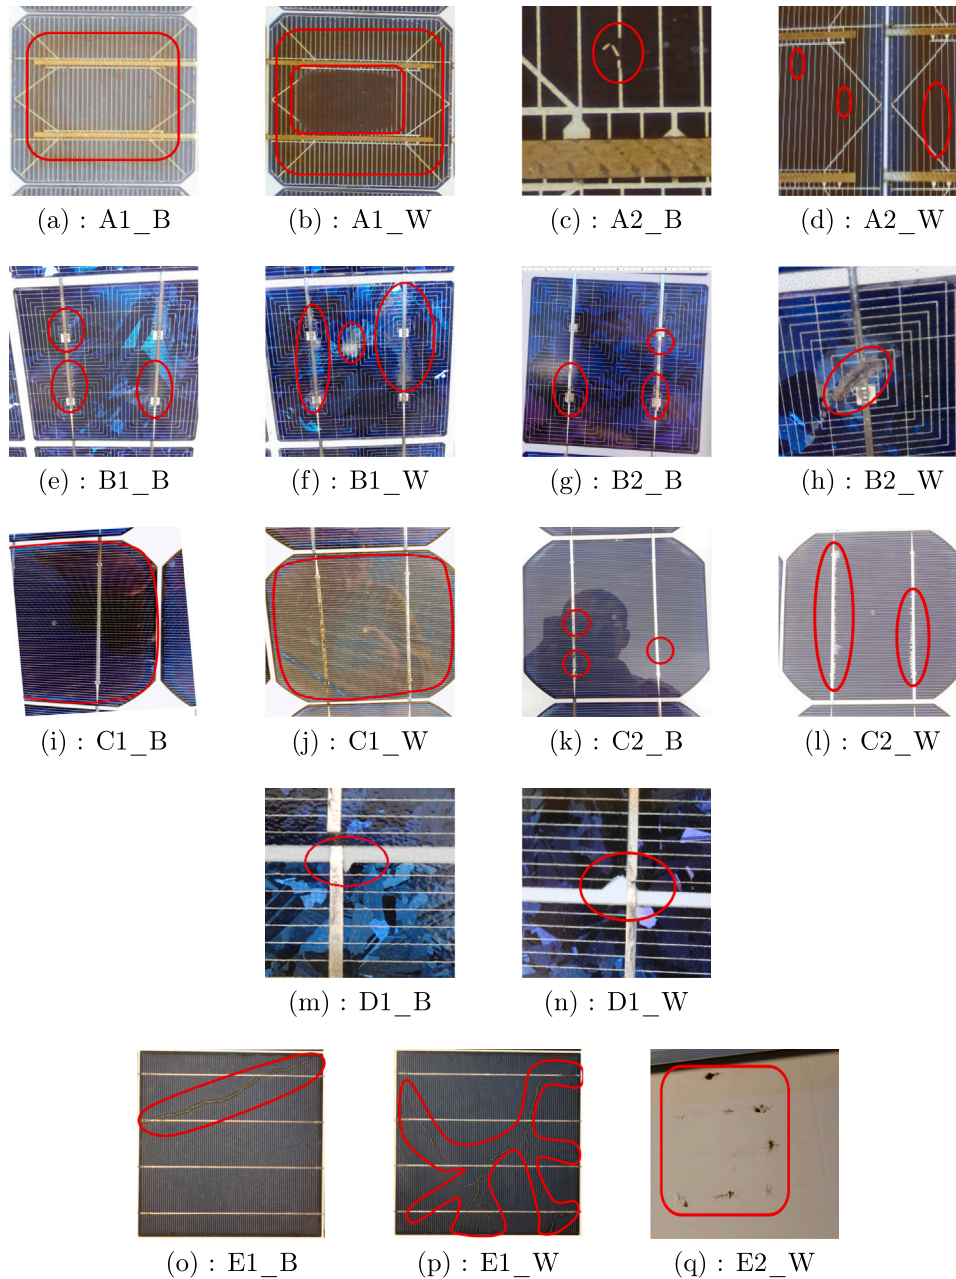 (a) : A1_B
(b) : A1_W
(c) : A2_B
(d) : A2_W
(e) : B1_B
(f) : B1_W
(g) : B2_B
(h) : B2_W
(i) : C1_B
(j) : C1_W
(k) : C2_B
(l) : C2_W
(m) : D1_B
(n) : D1_W
(o) : E1_B
(p) : E1_W
(q) : E2_W